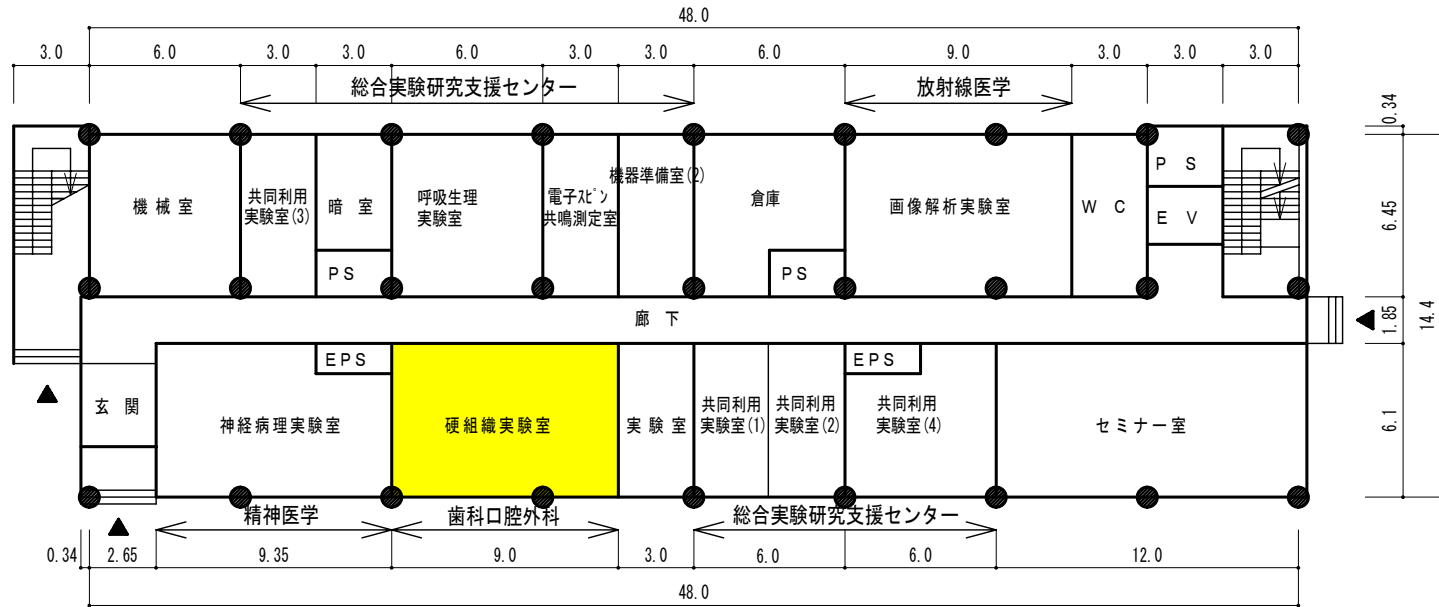 48.0
3.0 6.0 3.0 3.0 6.0 3.0 3.0 6.0 9.0 3.0 3.0 3.0
総合実験研究支援センター
放射線医学
0.34
機械室
共同利用
実験室(3)
暗室
PS
呼吸生理
実験室
電子スピン
共鳴測定室
機器準備室(2)
倉庫
PS
画像解析実験室
WC
PS
EV
6.45
廊下
1.85
14.4
玄関
神経病理実験室
EPS
硬組織実験室
実験室
共同利用
実験室(1)
共同利用
実験室(2)
EPS
共同利用
実験室(4)
セミナー室
6.1
精神医学
歯科口腔外科
総合実験研究支援センター
0.34 2.65 9.35 9.0 3.0 6.0 6.0 12.0
48.0